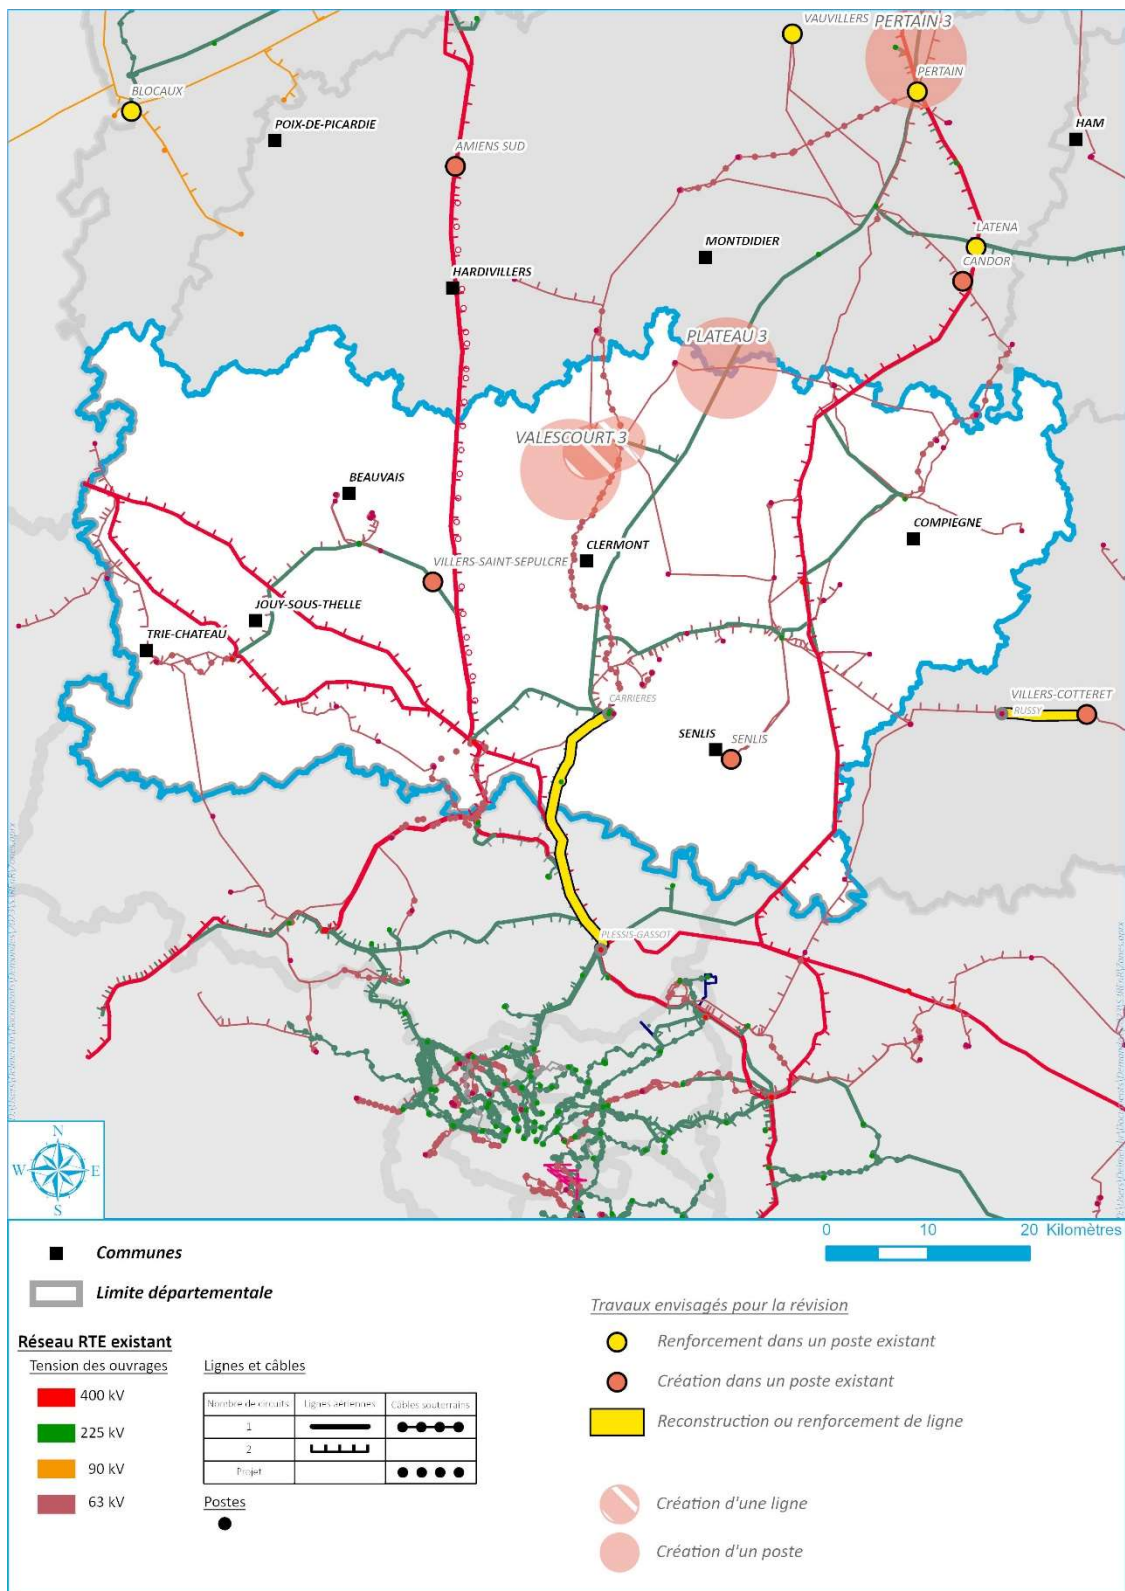 VAUVILLERS
PERTAIN 3
PERTAIN
BLOCAUX
POIX-DE-PICARDIE
HAM
AMIENS SUD
LATENA
MONTDIDIER
CANDOR
HARDIVILLERS
PLATEAU 3
VALESCOURT 3
BEAUVAIS
COMPIEGNE
CLERMONT
VILLERS-SAINT-SEPULCRE
JOUY-SOUS-THELLE
TRIE-CHATEAU
VILLERS-COTTERET
CARRIERES
RUSSY
SENLIS
SENLIS
PLESSIS-GASSOT
N
W
E
S
0 10 20 Kilomètres
Communes
Limite départementale
Réseau RTE existant
Tension des ouvrages
400 kV
225 kV
90 kV
63 kV
Lignes et câbles
Nombre de circuits
Lignes aériennes
Câbles souterrains
1
2
Projet
Postes
Travaux envisagés pour la révision
Renforcement dans un poste existant
Création dans un poste existant
Reconstruction ou renforcement de ligne
Création d'une ligne
Création d'un poste